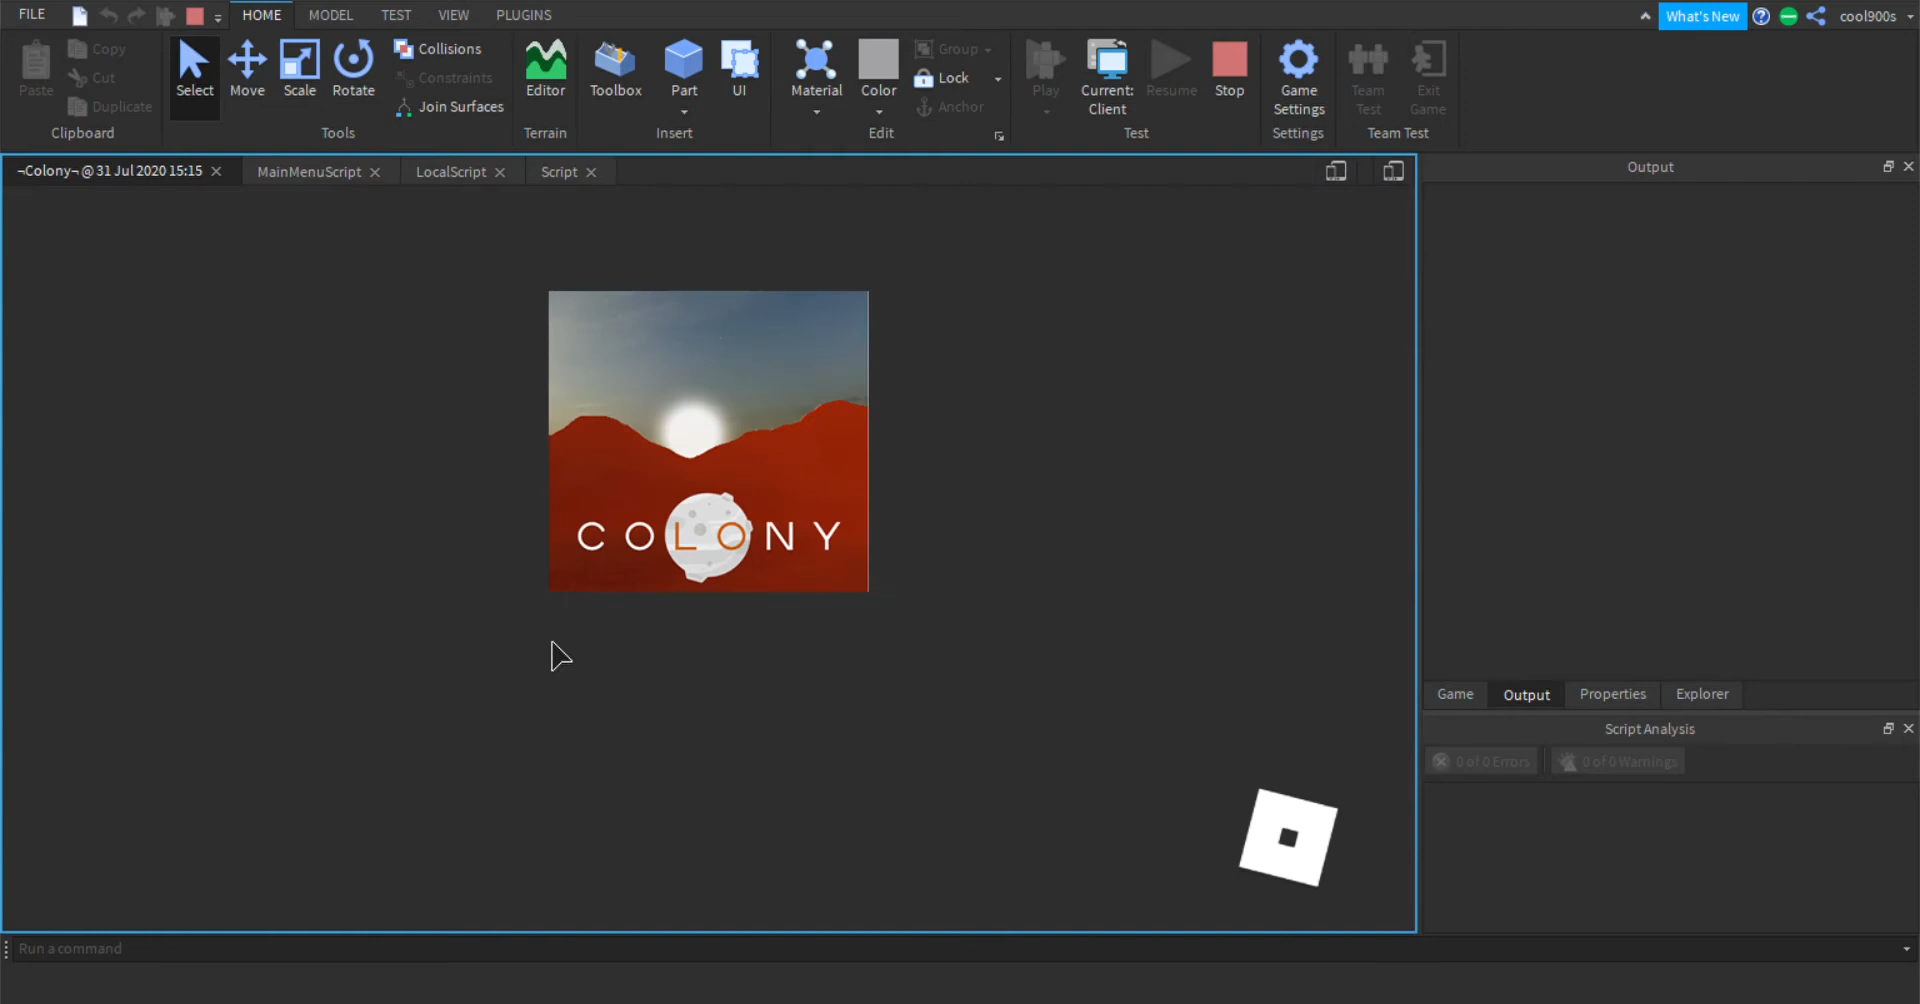 FILE HOME MODEL TEST VIEW PLUGINS What's New cool900s
Paste Copy Cut Duplicate
Clipboard
Select Move Scale Rotate
Collisions
Constraints
Join Surfaces
Tools
Editor
Terrain
Toolbox Part UI
Insert
Material Color
Group
Lock
Anchor
Edit
Play Current: Client Resume Stop
Test
Game Settings
Settings
Team Test Exit Game
Team Test
¬Colony¬ @ 31 Jul 2020 15:15 MainMenuScript LocalScript Script
Output
COLONY
Game Output Properties Explorer
Script Analysis
0 of 0 Errors 0 of 0 Warnings
Run a command